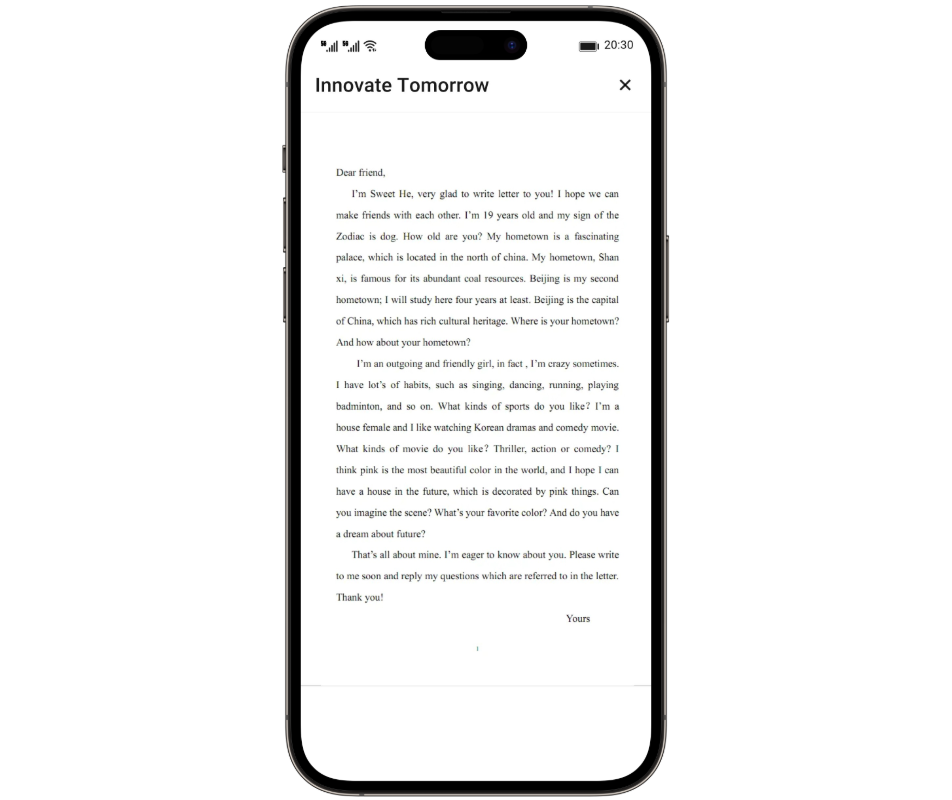 20:30
Innovate Tomorrow
Dear friend,
I'm Sweet He, very glad to write letter to you! I hope we can
make friends with each other. I'm 19 years old and my sign of the
Zodiac is dog. How old are you? My hometown is a fascinating
palace, which is located in the north of china. My hometown, Shan
xi, is famous for its abundant coal resources. Beijing is my second
hometown; I will study here four years at least. Beijing is the capital
of China, which has rich cultural heritage. Where is your hometown?
And how about your hometown?
I'm an outgoing and friendly girl, in fact , I'm crazy sometimes.
I have lot's of habits, such as singing, dancing, running, playing
badminton, and so on. What kinds of sports do you like? I'm a
house female and I like watching Korean dramas and comedy movie.
What kinds of movie do you like? Thriller, action or comedy? I
think pink is the most beautiful color in the world, and I hope I can
have a house in the future, which is decorated by pink things. Can
you imagine the scene? What's your favorite color? And do you have
a dream about future?
That's all about mine. I'm eager to know about you. Please write
to me soon and reply my questions which are referred to in the letter.
Thank you!
Yours